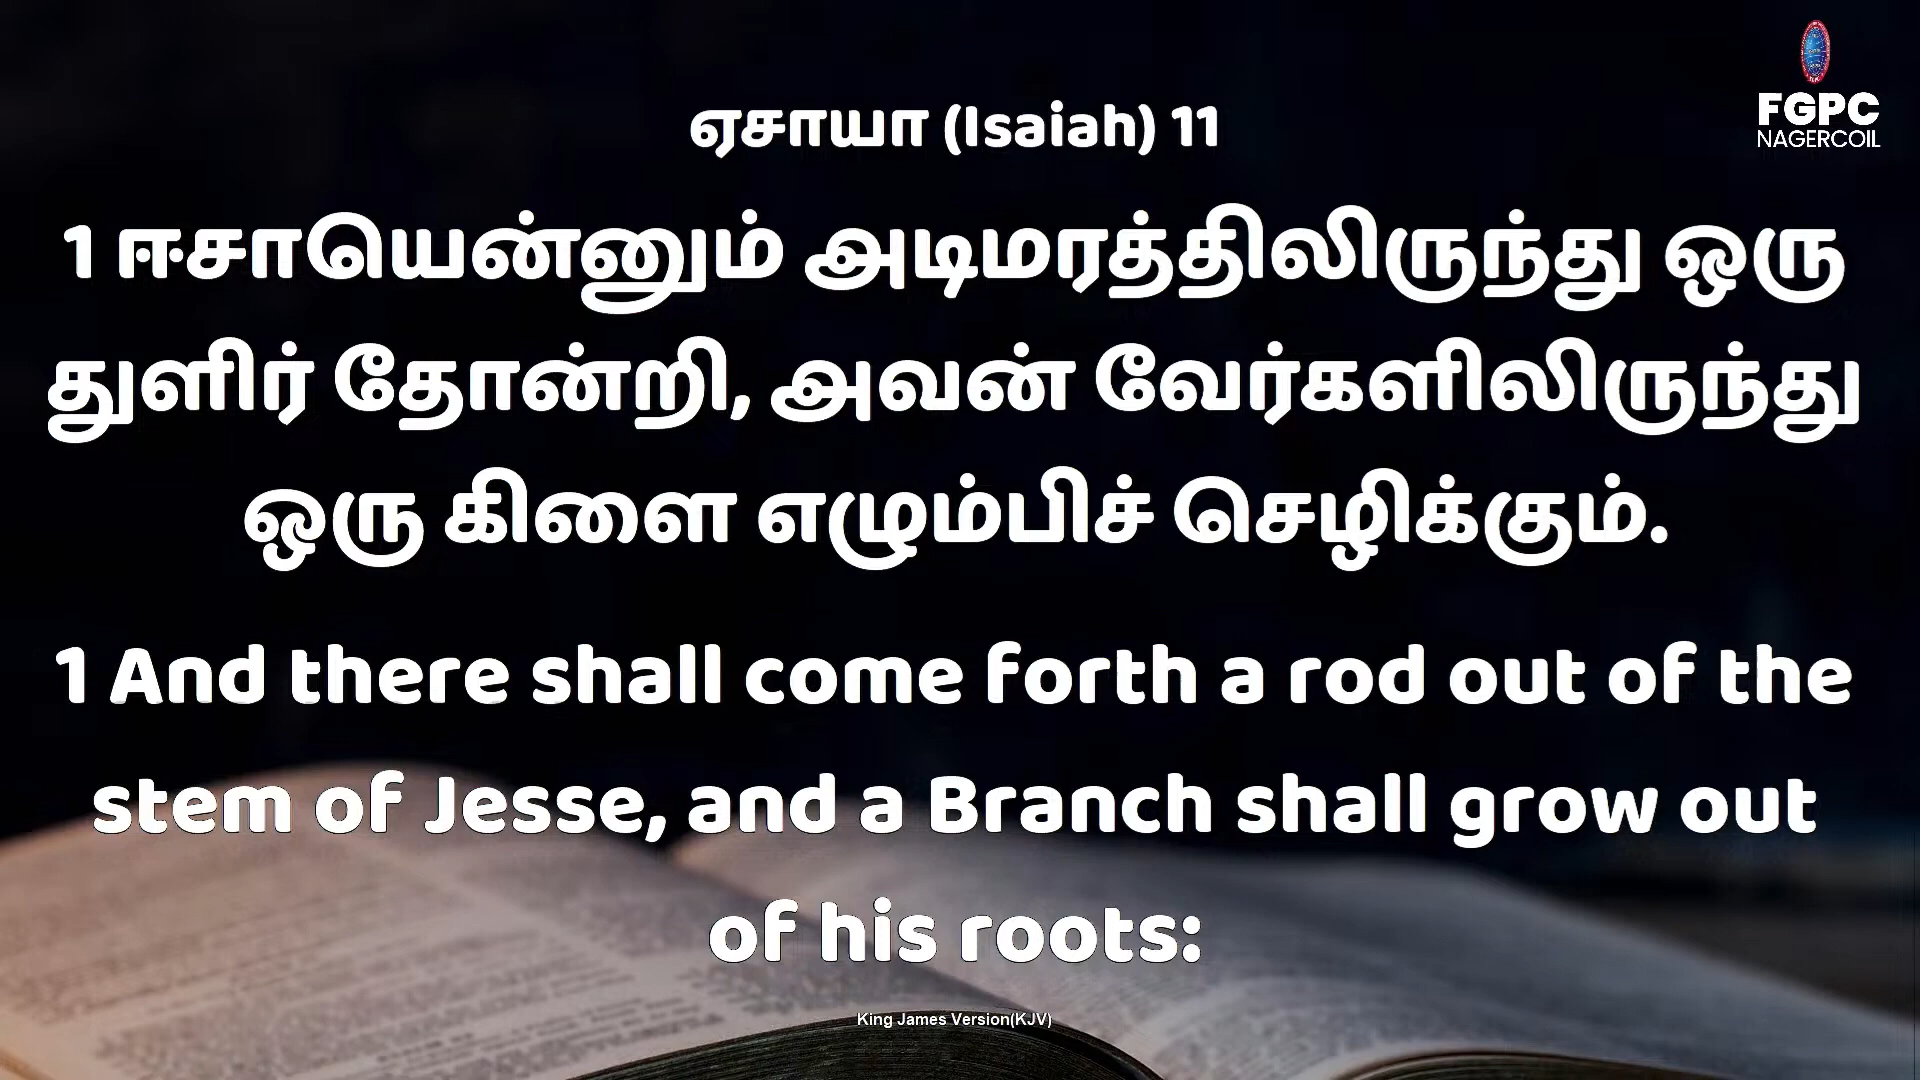 FGPC
NAGERCOIL
ஏசாயா (Isaiah) 11
1 ஈசாயென்னும் அடிமரத்திலிருந்து ஒரு
துளிர் தோன்றி, அவன் வேர்களிலிருந்து
ஒரு கிளை எழும்பிச் செழிக்கும்.
1 And there shall come forth a rod out of the
stem of Jesse, and a Branch shall grow out
of his roots:
King James Version(KJV)